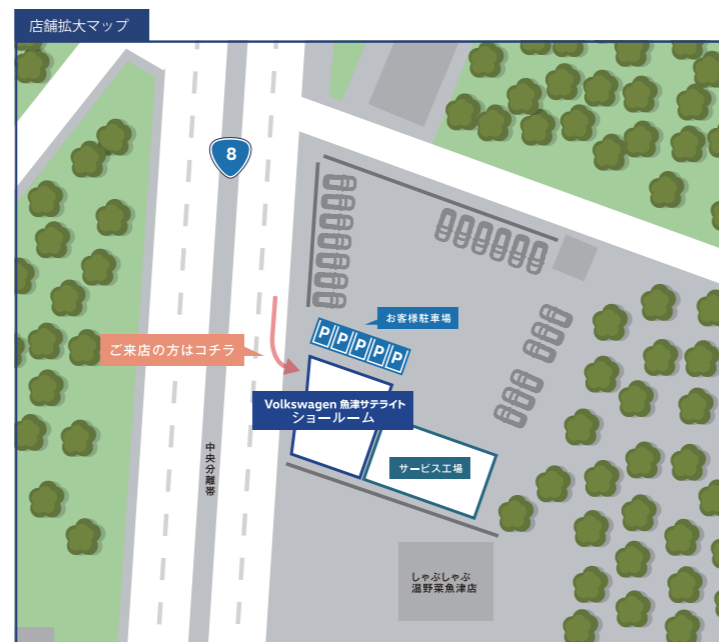 店舗拡大マップ
8
お客様駐車場
P P P P P
ご来店の方はコチラ
Volkswagen 魚津サテライト
ショールーム
サービス工場
中央分離帯
しゃぶしゃぶ
温野菜魚津店